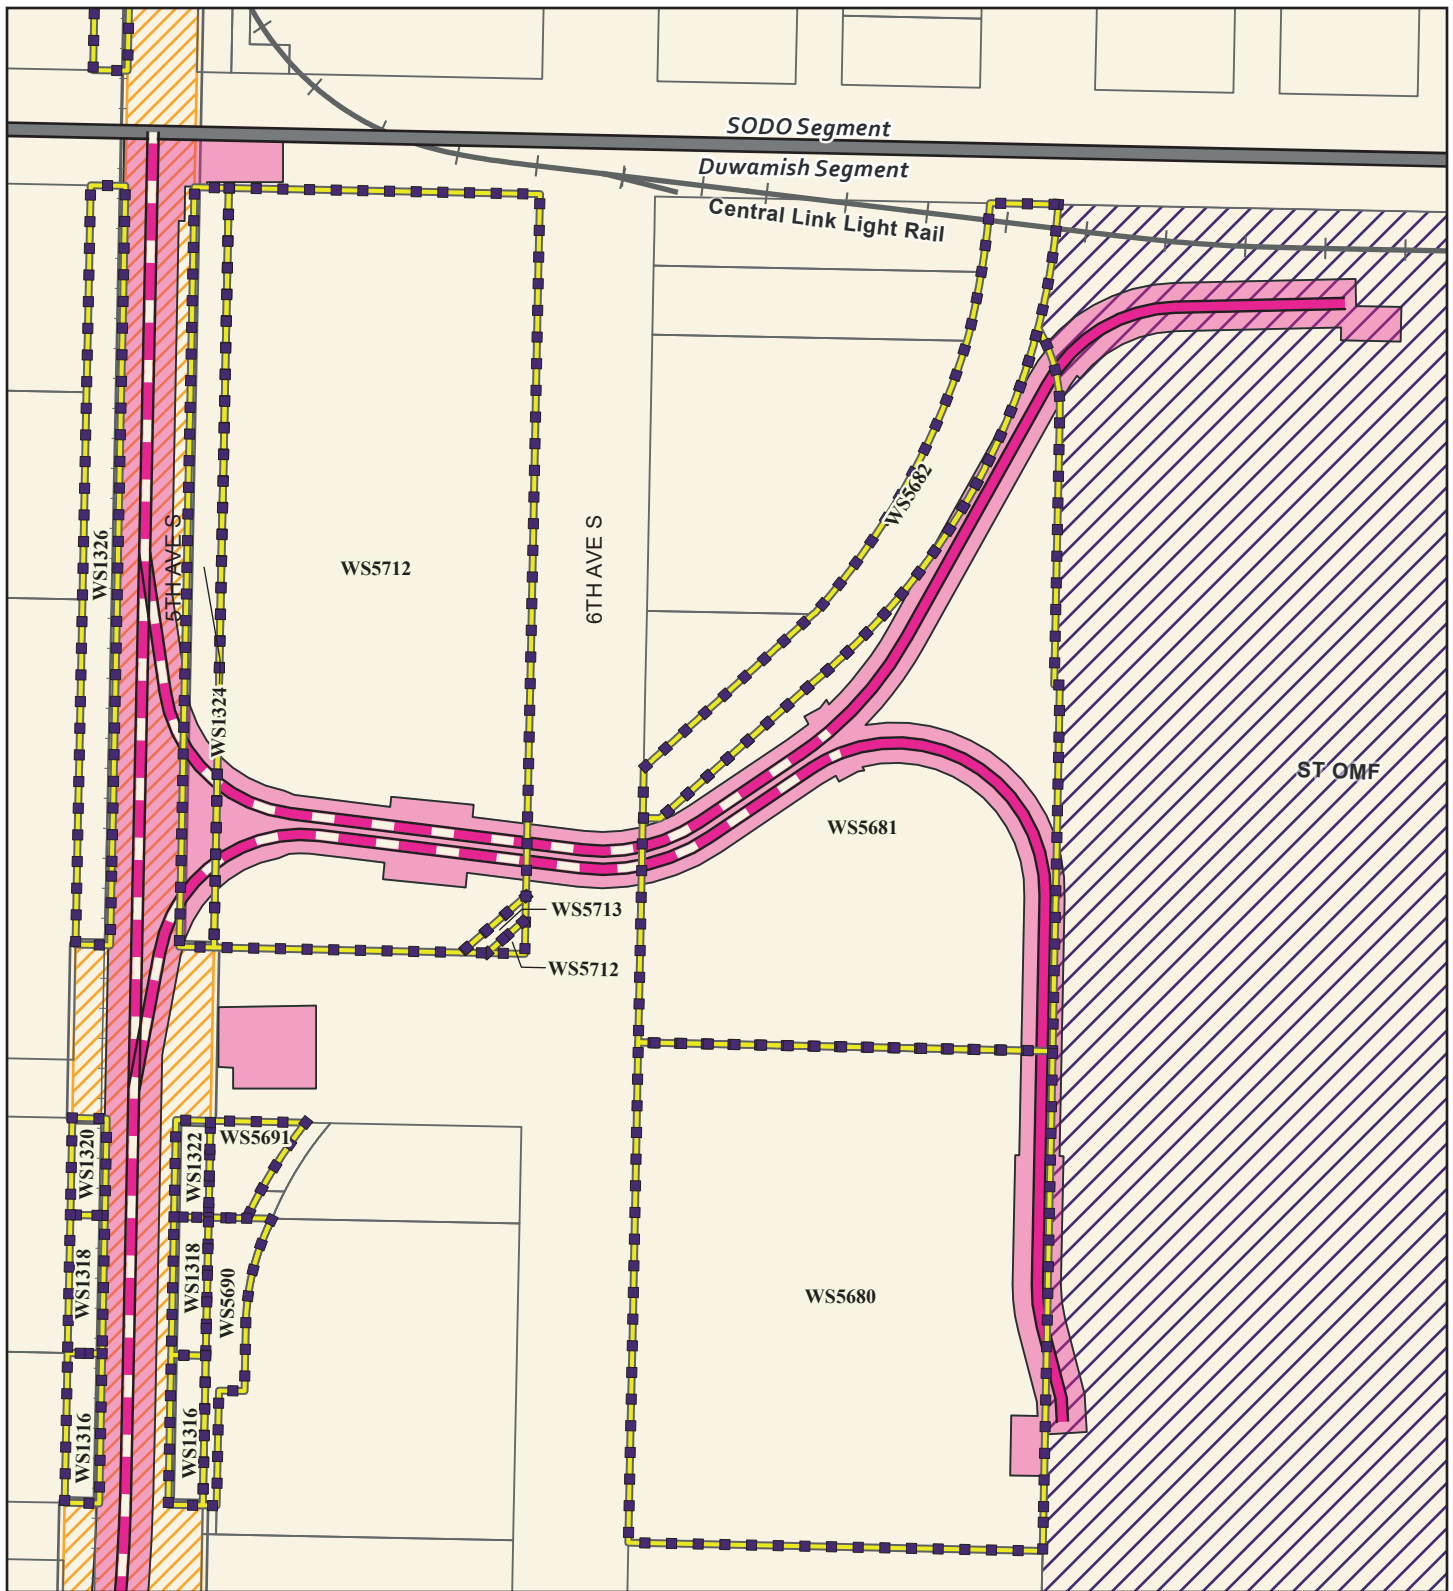 SODO Segment
Duwamish Segment
Central Link Light Rail
WS5682
WS1326
5TH AVE S
WS5712
6TH AVE S
WS1324
ST OMF
WS5681
WS5713
WS5712
WS1320
WS1322
WS5691
WS1318
WS1318
WS5690
WS5680
WS1316
WS1316